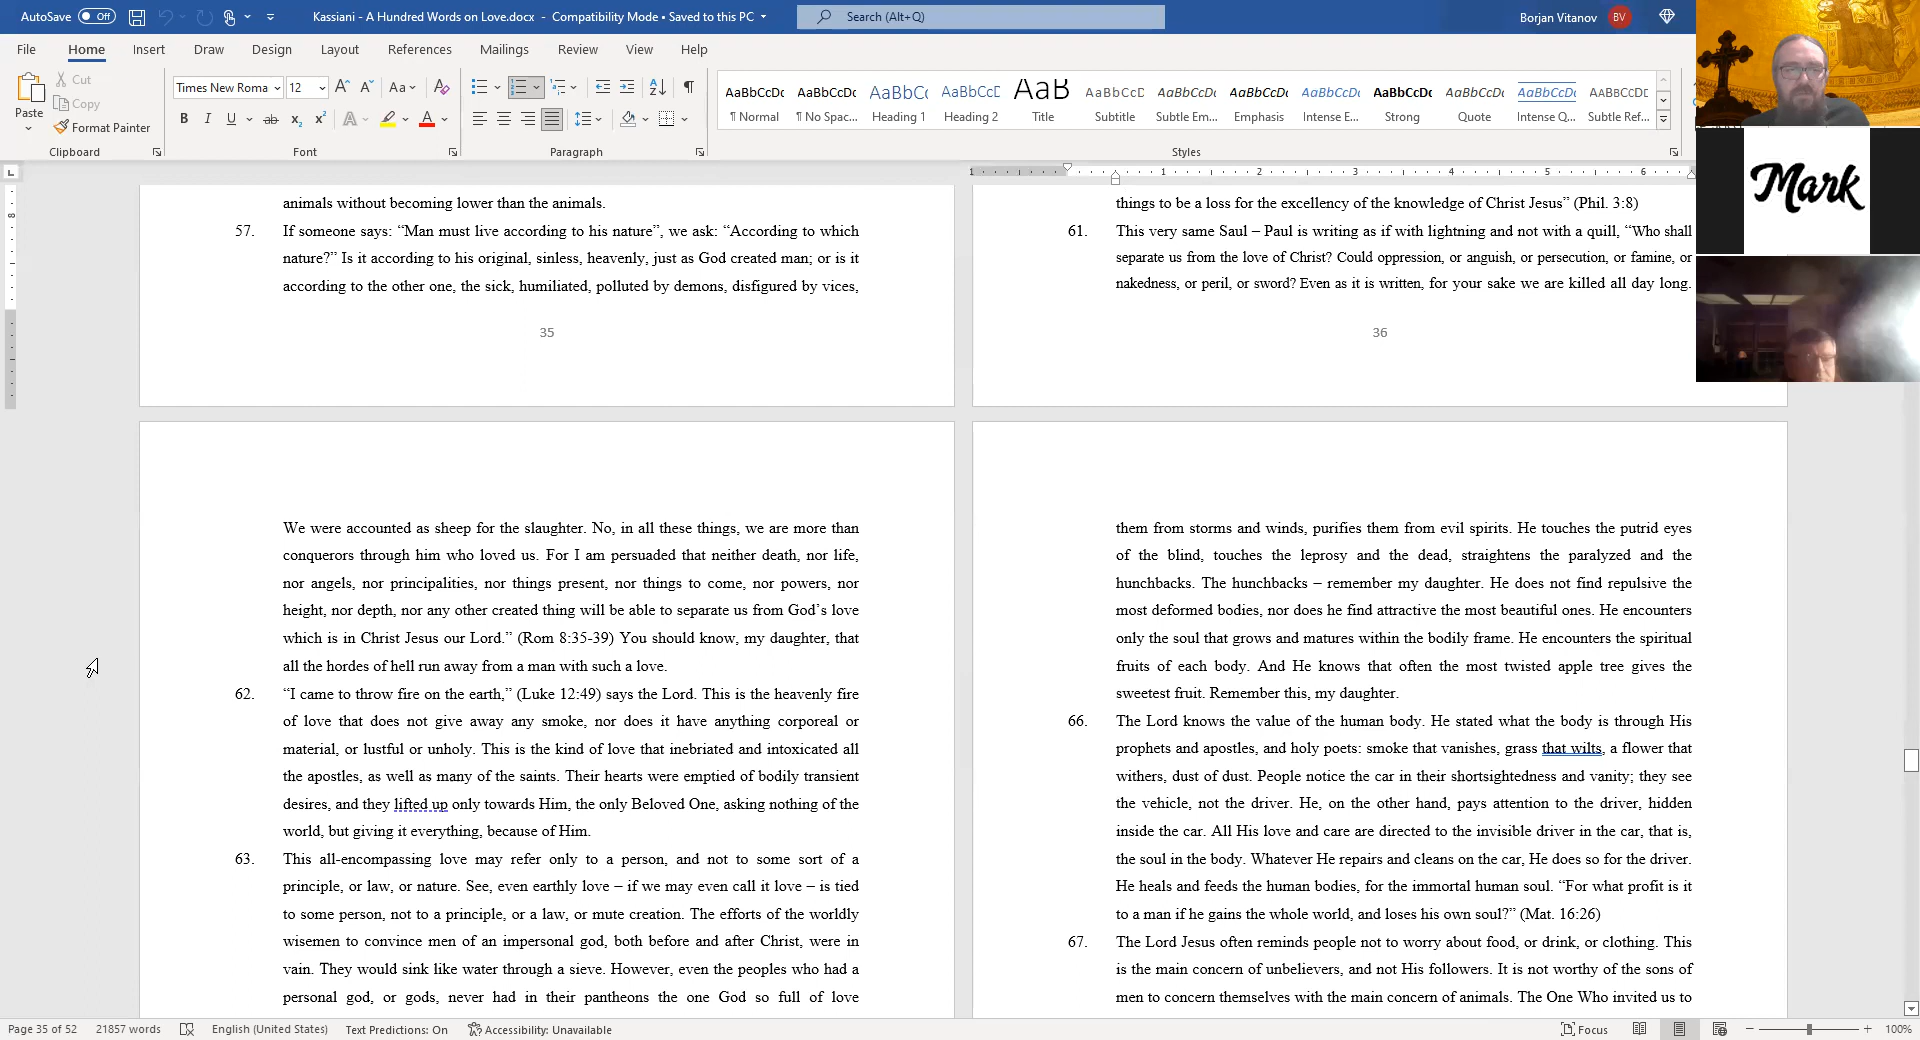 AutoSave Off Kassiani - A Hundred Words on Love.docx - Compatibility Mode • Saved to this PC Search (Alt+Q) Borjan Vitanov BV
File Home Insert Draw Design Layout References Mailings Review View Help
Paste Cut Copy Format Painter
Times New Roma 12 Aa
B I U ab x₂ x² A A
AaBbCcDc AaBbCcDc AaBbC( AaBbCcC AaB AaBbCcD AaBbCcDc AaBbCcDc AaBbCcDc AaBbCcDc AaBbCcDc AaBbCcDc AABBCCDE
¶ Normal ¶ No Spac... Heading 1 Heading 2 Title Subtitle Subtle Em... Emphasis Intense E... Strong Quote Intense Q... Subtle Ref...
Clipboard Font Paragraph Styles
1 1 2 3 4 5 6
animals without becoming lower than the animals.
57. If someone says: “Man must live according to his nature”, we ask: “According to which
nature?” Is it according to his original, sinless, heavenly, just as God created man; or is it
according to the other one, the sick, humiliated, polluted by demons, disfigured by vices,
35
things to be a loss for the excellency of the knowledge of Christ Jesus” (Phil. 3:8)
61. This very same Saul – Paul is writing as if with lightning and not with a quill, “Who shall
separate us from the love of Christ? Could oppression, or anguish, or persecution, or famine, or
nakedness, or peril, or sword? Even as it is written, for your sake we are killed all day long.
36
We were accounted as sheep for the slaughter. No, in all these things, we are more than
conquerors through him who loved us. For I am persuaded that neither death, nor life,
nor angels, nor principalities, nor things present, nor things to come, nor powers, nor
height, nor depth, nor any other created thing will be able to separate us from God’s love
which is in Christ Jesus our Lord.” (Rom 8:35-39) You should know, my daughter, that
all the hordes of hell run away from a man with such a love.
62. “I came to throw fire on the earth,” (Luke 12:49) says the Lord. This is the heavenly fire
of love that does not give away any smoke, nor does it have anything corporeal or
material, or lustful or unholy. This is the kind of love that inebriated and intoxicated all
the apostles, as well as many of the saints. Their hearts were emptied of bodily transient
desires, and they lifted up only towards Him, the only Beloved One, asking nothing of the
world, but giving it everything, because of Him.
63. This all-encompassing love may refer only to a person, and not to some sort of a
principle, or law, or nature. See, even earthly love – if we may even call it love – is tied
to some person, not to a principle, or a law, or mute creation. The efforts of the worldly
wisemen to convince men of an impersonal god, both before and after Christ, were in
vain. They would sink like water through a sieve. However, even the peoples who had a
personal god, or gods, never had in their pantheons the one God so full of love
them from storms and winds, purifies them from evil spirits. He touches the putrid eyes
of the blind, touches the leprosy and the dead, straightens the paralyzed and the
hunchbacks. The hunchbacks – remember my daughter. He does not find repulsive the
most deformed bodies, nor does he find attractive the most beautiful ones. He encounters
only the soul that grows and matures within the bodily frame. He encounters the spiritual
fruits of each body. And He knows that often the most twisted apple tree gives the
sweetest fruit. Remember this, my daughter.
66. The Lord knows the value of the human body. He stated what the body is through His
prophets and apostles, and holy poets: smoke that vanishes, grass that wilts, a flower that
withers, dust of dust. People notice the car in their shortsightedness and vanity; they see
the vehicle, not the driver. He, on the other hand, pays attention to the driver, hidden
inside the car. All His love and care are directed to the invisible driver in the car, that is,
the soul in the body. Whatever He repairs and cleans on the car, He does so for the driver.
He heals and feeds the human bodies, for the immortal human soul. “For what profit is it
to a man if he gains the whole world, and loses his own soul?” (Mat. 16:26)
67. The Lord Jesus often reminds people not to worry about food, or drink, or clothing. This
is the main concern of unbelievers, and not His followers. It is not worthy of the sons of
men to concern themselves with the main concern of animals. The One Who invited us to
Mark
Page 35 of 52 21857 words English (United States) Text Predictions: On Accessibility: Unavailable Focus 100%